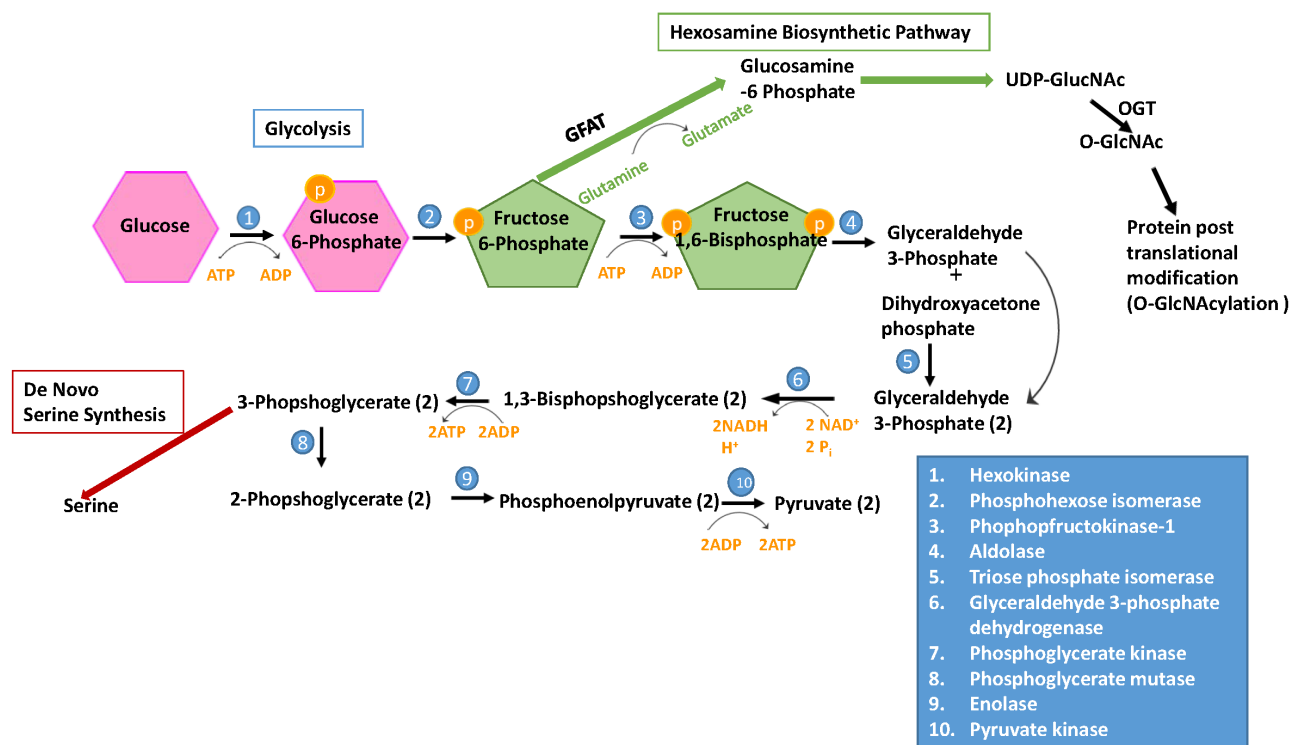 Hexosamine Biosynthetic Pathway
Glucosamine
-6 Phosphate
UDP-GlucNAc
OGT
O-GlcNAc
Protein post
translational
modification
(O-GlcNAcylation )
GFAT
Glutamine
Glutamate
Glycolysis
Glucose
1
ATP
ADP
p
Glucose
6-Phosphate
2
p
Fructose
6-Phosphate
3
ATP
ADP
p
p
Fructose
1,6-Bisphosphate
4
Glyceraldehyde
3-Phosphate
+
Dihydroxyacetone
phosphate
5
Glyceraldehyde
3-Phosphate (2)
6
2NADH
H⁺
2 NAD⁺
2 Pᵢ
1,3-Bisphopshoglycerate (2)
7
2ATP
2ADP
3-Phopshoglycerate (2)
De Novo
Serine Synthesis
Serine
8
2-Phopshoglycerate (2)
9
Phosphoenolpyruvate (2)
10
2ADP
2ATP
Pyruvate (2)
1. Hexokinase
2. Phosphohexose isomerase
3. Phophopfructokinase-1
4. Aldolase
5. Triose phosphate isomerase
6. Glyceraldehyde 3-phosphate
dehydrogenase
7. Phosphoglycerate kinase
8. Phosphoglycerate mutase
9. Enolase
10. Pyruvate kinase